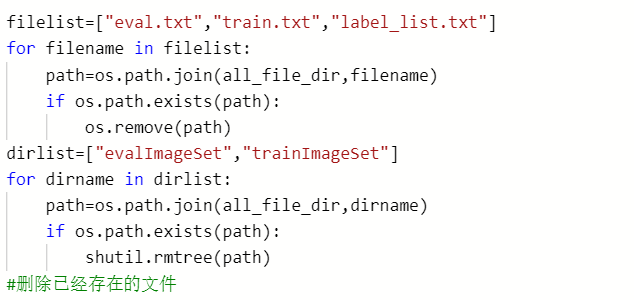 filelist=["eval.txt","train.txt","label_list.txt"]
for filename in filelist:
    path=os.path.join(all_file_dir,filename)
    if os.path.exists(path):
        os.remove(path)
dirlist=["evalImageSet","trainImageSet"]
for dirname in dirlist:
    path=os.path.join(all_file_dir,dirname)
    if os.path.exists(path):
        shutil.rmtree(path)
#删除已经存在的文件